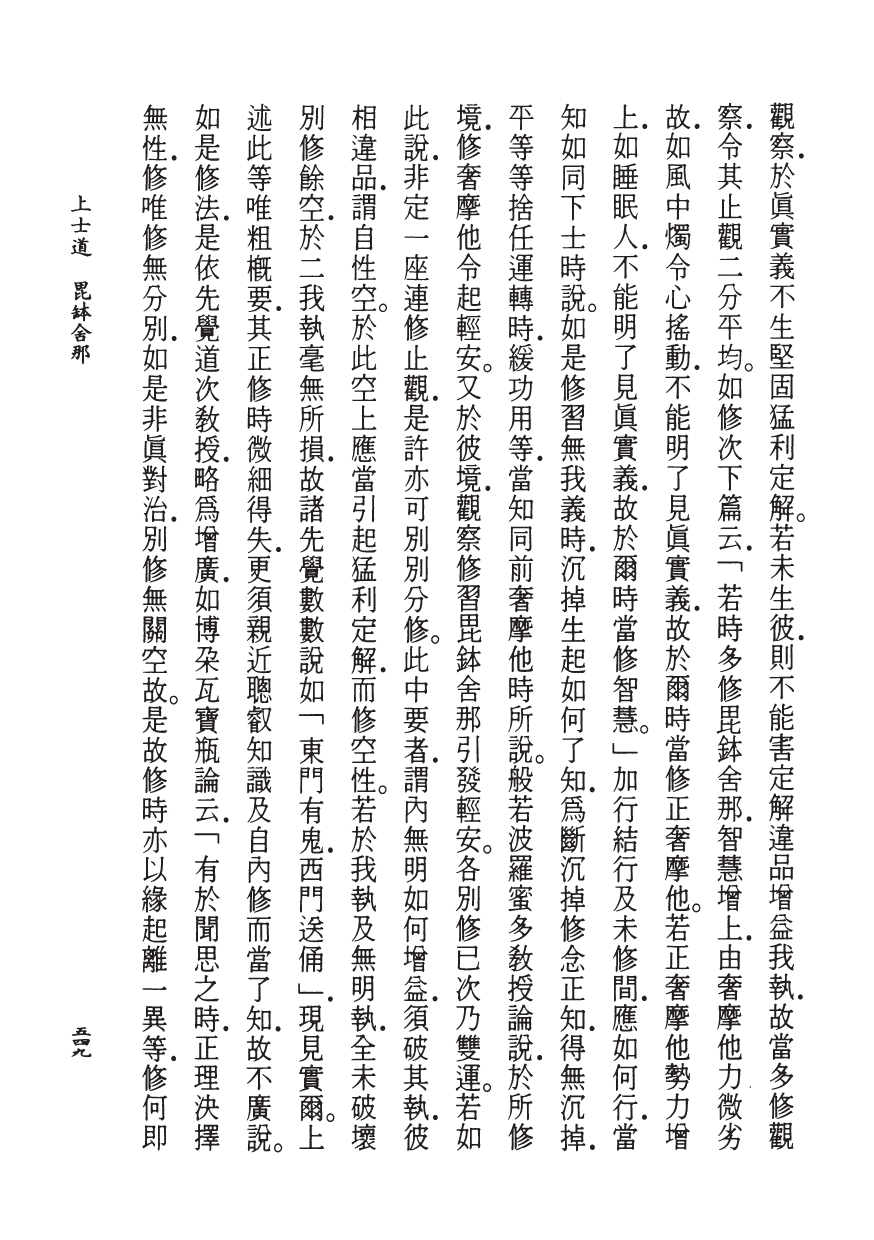 觀察．於眞實義不生堅固猛利定解。若未生彼．則不能害定解違品增益我執．故當多修觀
察．令其止觀二分平均。如修次下篇云．「若時多修毘鉢舍那．智慧增上．由奢摩他力微劣
故．如風中燭令心搖動．不能明了見眞實義．故於爾時當修正奢摩他。若正奢摩他勢力增
上．如睡眠人．不能明了見眞實義．故於爾時當修智慧。」加行結行及未修間．應如何行．當
知如同下士時說。如是修習無我義時．沉掉生起如何了知．爲斷沉掉修念正知．得無沉掉．
平等等捨任運轉時．緩功用等．當知同前奢摩他時所說。般若波羅蜜多教授論說．於所修
境．修奢摩他令起輕安。又於彼境．觀察修習毘鉢舍那引發輕安。各別修已次乃雙運。若如
此說．非定一座連修止觀．是許亦可別別分修。此中要者．謂內無明如何增益．須破其執．彼
相違品．謂自性空。於此空上應當引起猛利定解．而修空性。若於我執及無明執．全未破壞
別修餘空．於二我執毫無所損．故諸先覺數數說如「東門有鬼．西門送俑」．現見實爾。上
述此等唯粗概要．其正修時微細得失．更須親近聰叡知識及自內修而當了知．故不廣說。
如是修法．是依先覺道次教授．略爲增廣．如博朶瓦寶瓶論云．「有於聞思之時．正理決擇
無性．修唯修無分別．如是非眞對治．別修無關空故。是故修時亦以緣起離一異等．修何即
上士道　毘鉢舍那
五四九